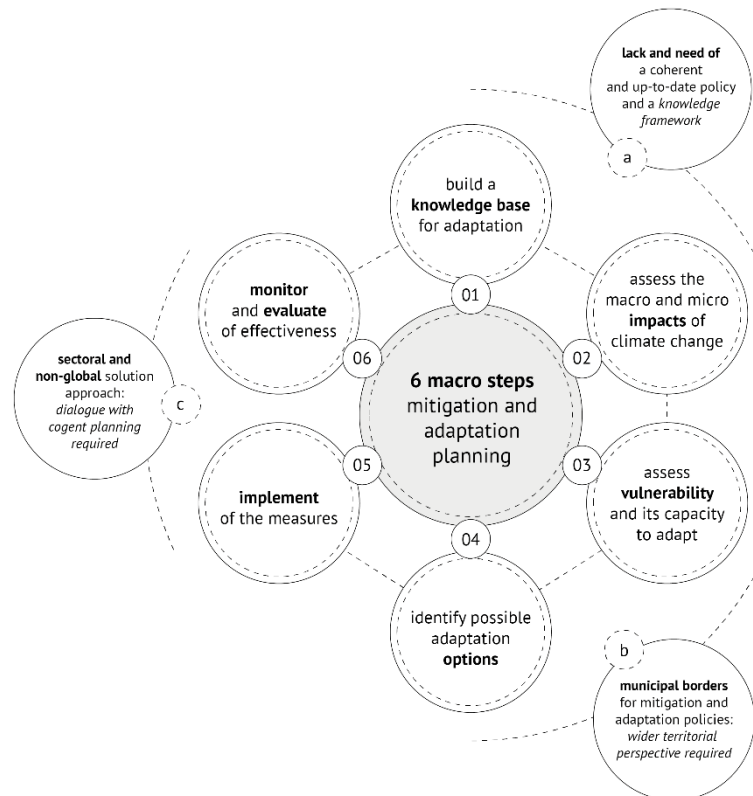 lack and need of
a coherent
and up-to-date policy
and a knowledge
framework
a
build a
knowledge base
for adaptation
01
assess the
macro and micro
impacts of
climate change
02
assess
vulnerability
and its capacity
to adapt
03
identify possible
adaptation
options
04
implement
of the measures
05
monitor
and evaluate
of effectiveness
06
6 macro steps
mitigation and
adaptation
planning
b
municipal borders
for mitigation and
adaptation policies:
wider territorial
perspective required
sectoral and
non-global solution
approach:
dialogue with
cogent planning
required
c